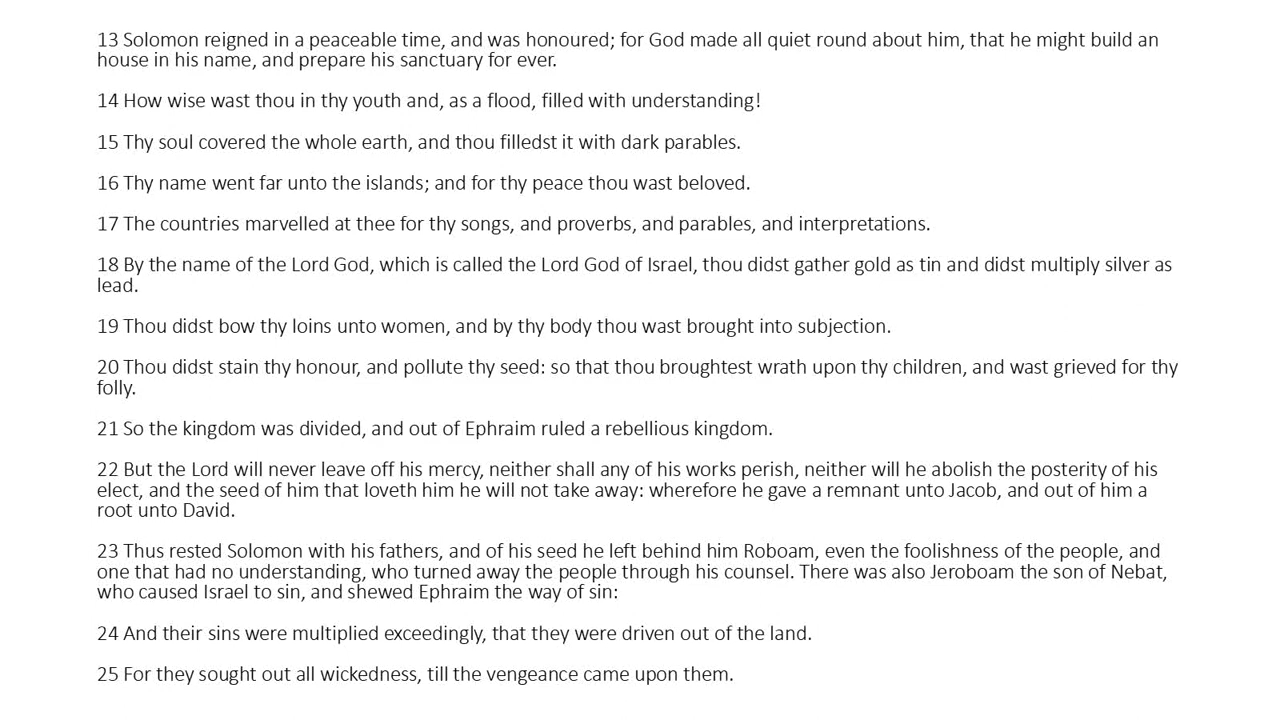 13 Solomon reigned in a peaceable time, and was honoured; for God made all quiet round about him, that he might build an
house in his name, and prepare his sanctuary for ever.
14 How wise wast thou in thy youth and, as a flood, filled with understanding!
15 Thy soul covered the whole earth, and thou filledst it with dark parables.
16 Thy name went far unto the islands; and for thy peace thou wast beloved.
17 The countries marvelled at thee for thy songs, and proverbs, and parables, and interpretations.
18 By the name of the Lord God, which is called the Lord God of Israel, thou didst gather gold as tin and didst multiply silver as
lead.
19 Thou didst bow thy loins unto women, and by thy body thou wast brought into subjection.
20 Thou didst stain thy honour, and pollute thy seed: so that thou broughtest wrath upon thy children, and wast grieved for thy
folly.
21 So the kingdom was divided, and out of Ephraim ruled a rebellious kingdom.
22 But the Lord will never leave off his mercy, neither shall any of his works perish, neither will he abolish the posterity of his
elect, and the seed of him that loveth him he will not take away: wherefore he gave a remnant unto Jacob, and out of him a
root unto David.
23 Thus rested Solomon with his fathers, and of his seed he left behind him Roboam, even the foolishness of the people, and
one that had no understanding, who turned away the people through his counsel. There was also Jeroboam the son of Nebat,
who caused Israel to sin, and shewed Ephraim the way of sin:
24 And their sins were multiplied exceedingly, that they were driven out of the land.
25 For they sought out all wickedness, till the vengeance came upon them.